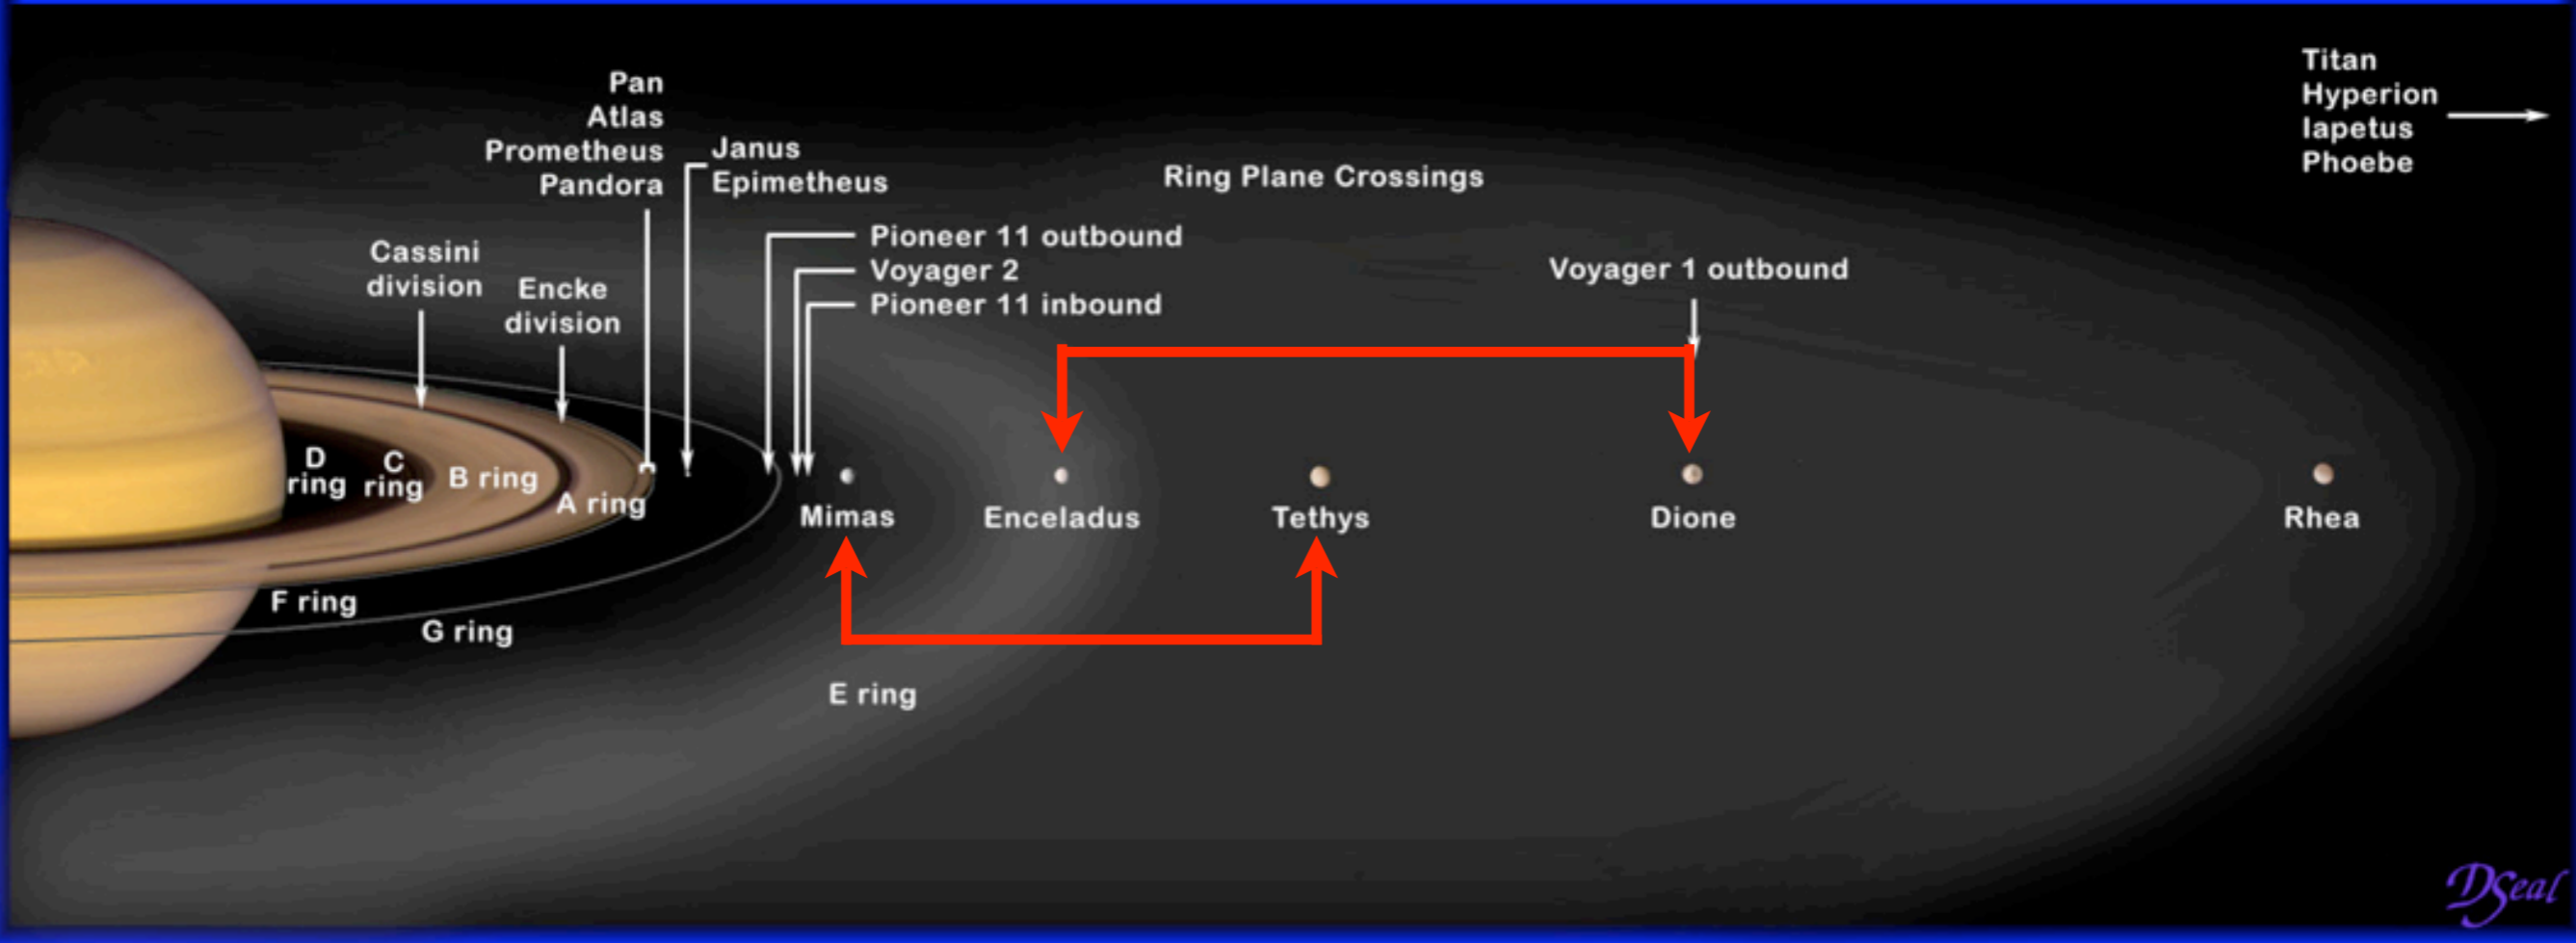 Pan
Atlas
Prometheus
Pandora
Janus
Epimetheus
Titan
Hyperion
Iapetus
Phoebe
Ring Plane Crossings
Pioneer 11 outbound
Voyager 2
Pioneer 11 inbound
Voyager 1 outbound
Cassini
division
Encke
division
D
ring
C
ring
B ring
A ring
Mimas
Enceladus
Tethys
Dione
Rhea
F ring
G ring
E ring
DSeal